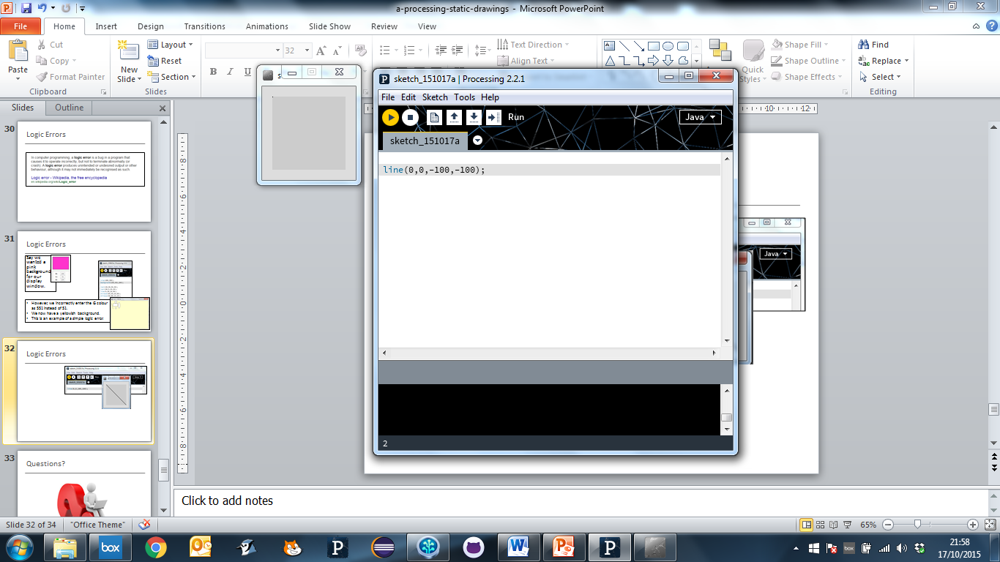 a-processing-static-drawings - Microsoft PowerPoint
File Home Insert Design Transitions Animations Slide Show Review View
Paste
Cut
Copy
Format Painter
Clipboard
New Slide
Layout
Reset
Section
Slides
32
B I U
Text Direction
Align Text
Quick Styles
Shape Fill
Shape Outline
Shape Effects
Find
Replace
Select
Editing
Slides Outline
sketch_151017a | Processing 2.2.1
File Edit Sketch Tools Help
Run
Java
sketch_151017a
line(0,0,-100,-100);
2
30
Logic Errors
In computer programming, a logic error is a bug in a program that
causes it to operate incorrectly, but not to terminate abnormally (or
crash). A logic error produces unintended or undesired output or other
behaviour, although it may not immediately be recognised as such.
Logic error - Wikipedia, the free encyclopedia
31
Logic Errors
Say we
wanted a
pink
background
for our
display
window.
However, we incorrectly enter the G colour
as 551 instead of 51.
We now have a yellowish background.
This is an example of a simple logic error.
32
Logic Errors
33
Questions?
Java
Click to add notes
Slide 32 of 34
"Office Theme"
65%
box
W
P
21:58
17/10/2015